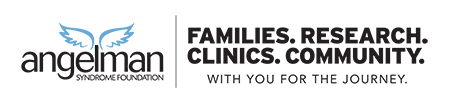 angelman
SYNDROME FOUNDATION
FAMILIES. RESEARCH.
CLINICS. COMMUNITY.
WITH YOU FOR THE JOURNEY.